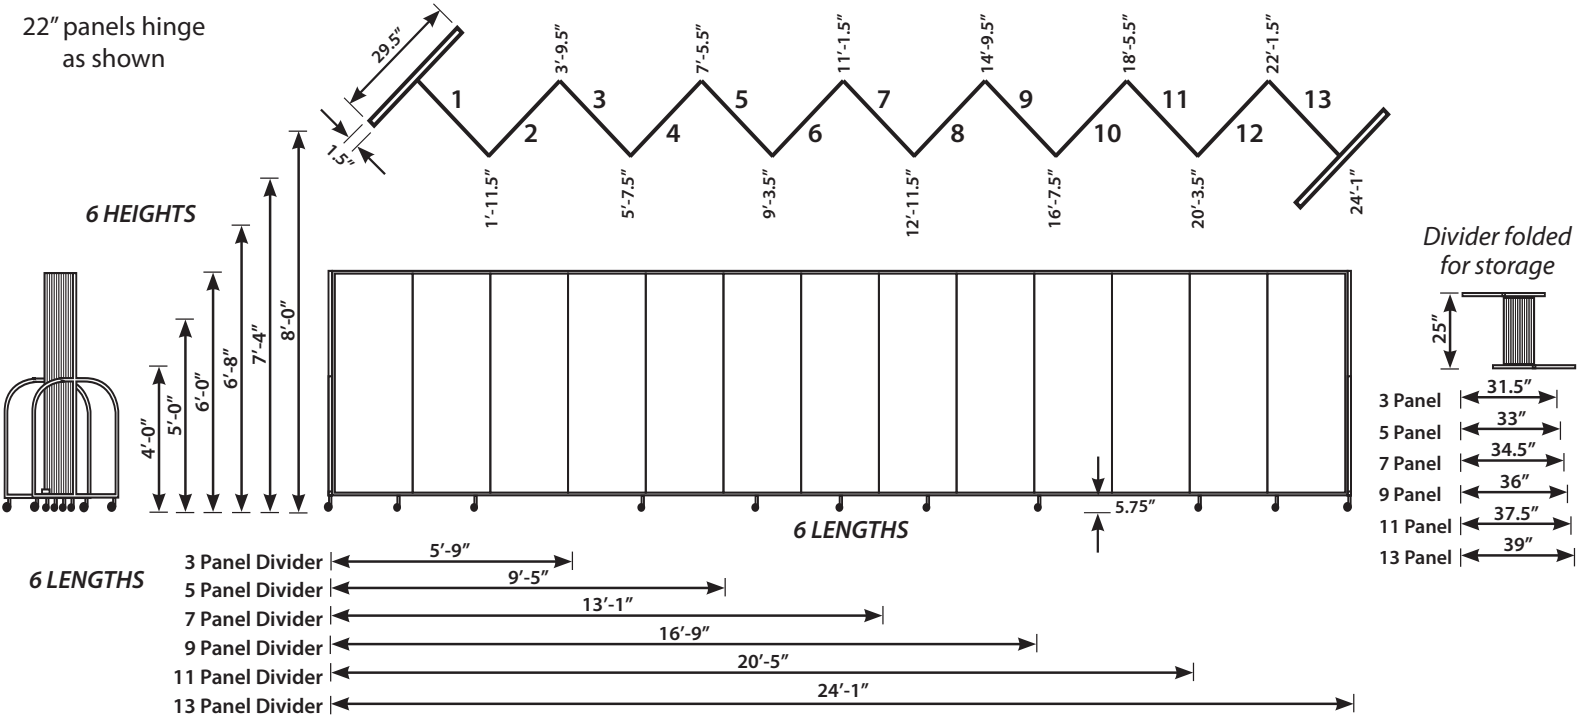 22” panels hinge
as shown
29.5”
1.5”
3’-9.5”
7’-5.5”
11’-1.5”
14’-9.5”
18’-5.5”
22’-1.5”
1
2
3
4
5
6
7
8
9
10
11
12
13
1’-11.5”
5’-7.5”
9’-3.5”
12’-11.5”
16’-7.5”
20’-3.5”
24’-1”
6 HEIGHTS
4’-0”
5’-0”
6’-0”
6’-8”
7’-4”
8’-0”
5.75”
6 LENGTHS
Divider folded
for storage
25”
3 Panel 31.5”
5 Panel 33”
7 Panel 34.5”
9 Panel 36”
11 Panel 37.5”
13 Panel 39”
6 LENGTHS
3 Panel Divider 5’-9”
5 Panel Divider 9’-5”
7 Panel Divider 13’-1”
9 Panel Divider 16’-9”
11 Panel Divider 20’-5”
13 Panel Divider 24’-1”